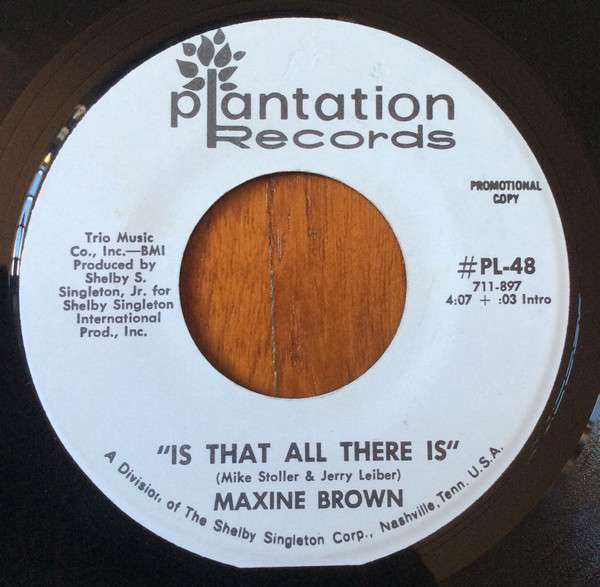 Plantation
Records
PROMOTIONAL
COPY
Trio Music
Co., Inc.—BMI
Produced by
Shelby S.
Singleton, Jr. for
Shelby Singleton
International
Prod., Inc.
#PL-48
711-897
4:07 + :03 Intro
"IS THAT ALL THERE IS"
(Mike Stoller & Jerry Leiber)
MAXINE BROWN
A Division of The Shelby Singleton Corp., Nashville, Tenn. U.S.A.